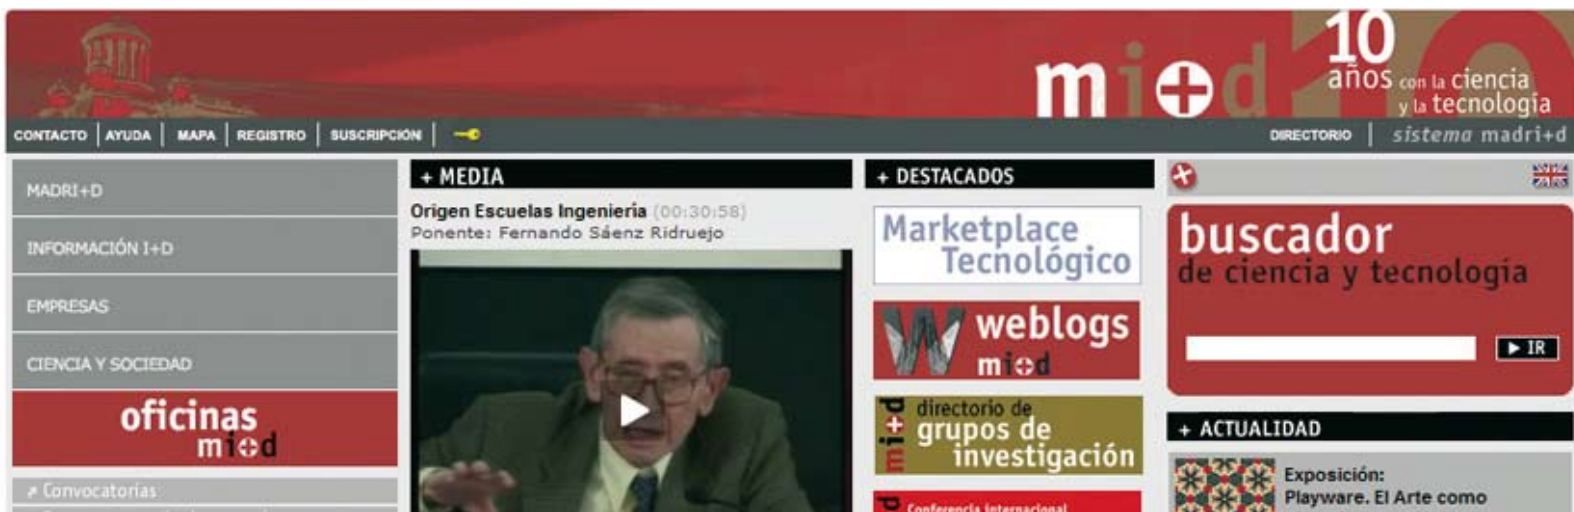 mi+d
10
años con la ciencia
y la tecnología
CONTACTO | AYUDA | MAPA | REGISTRO | SUSCRIPCIÓN |
DIRECTORIO | sistema madri+d
MADRI+D
INFORMACIÓN I+D
EMPRESAS
CIENCIA Y SOCIEDAD
oficinas
mi+d
Convocatorias
+ MEDIA
Origen Escuelas Ingeniería (00:30:58)
Ponente: Fernando Sáenz Ridruejo
+ DESTACADOS
Marketplace
Tecnológico
weblogs
mi+d
mi+d
directorio de
grupos de
investigación
Conferencia internacional
buscador
de ciencia y tecnología
IR
+ ACTUALIDAD
Exposición:
Playware. El Arte como